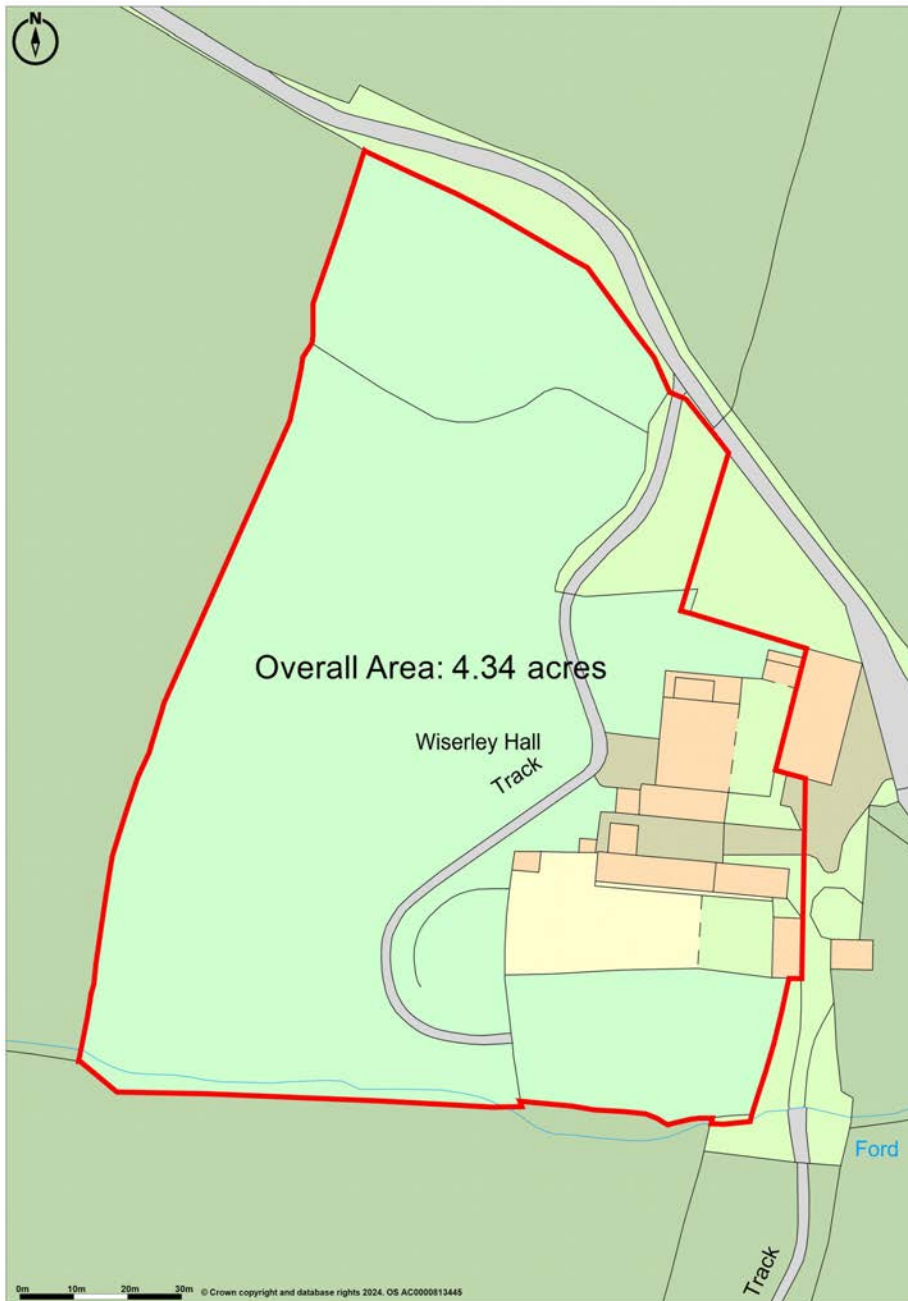 N
Overall Area: 4.34 acres
Wiserley Hall
Track
Ford
Track
0m 10m 20m 30m © Crown copyright and database rights 2024. OS AC0000813445